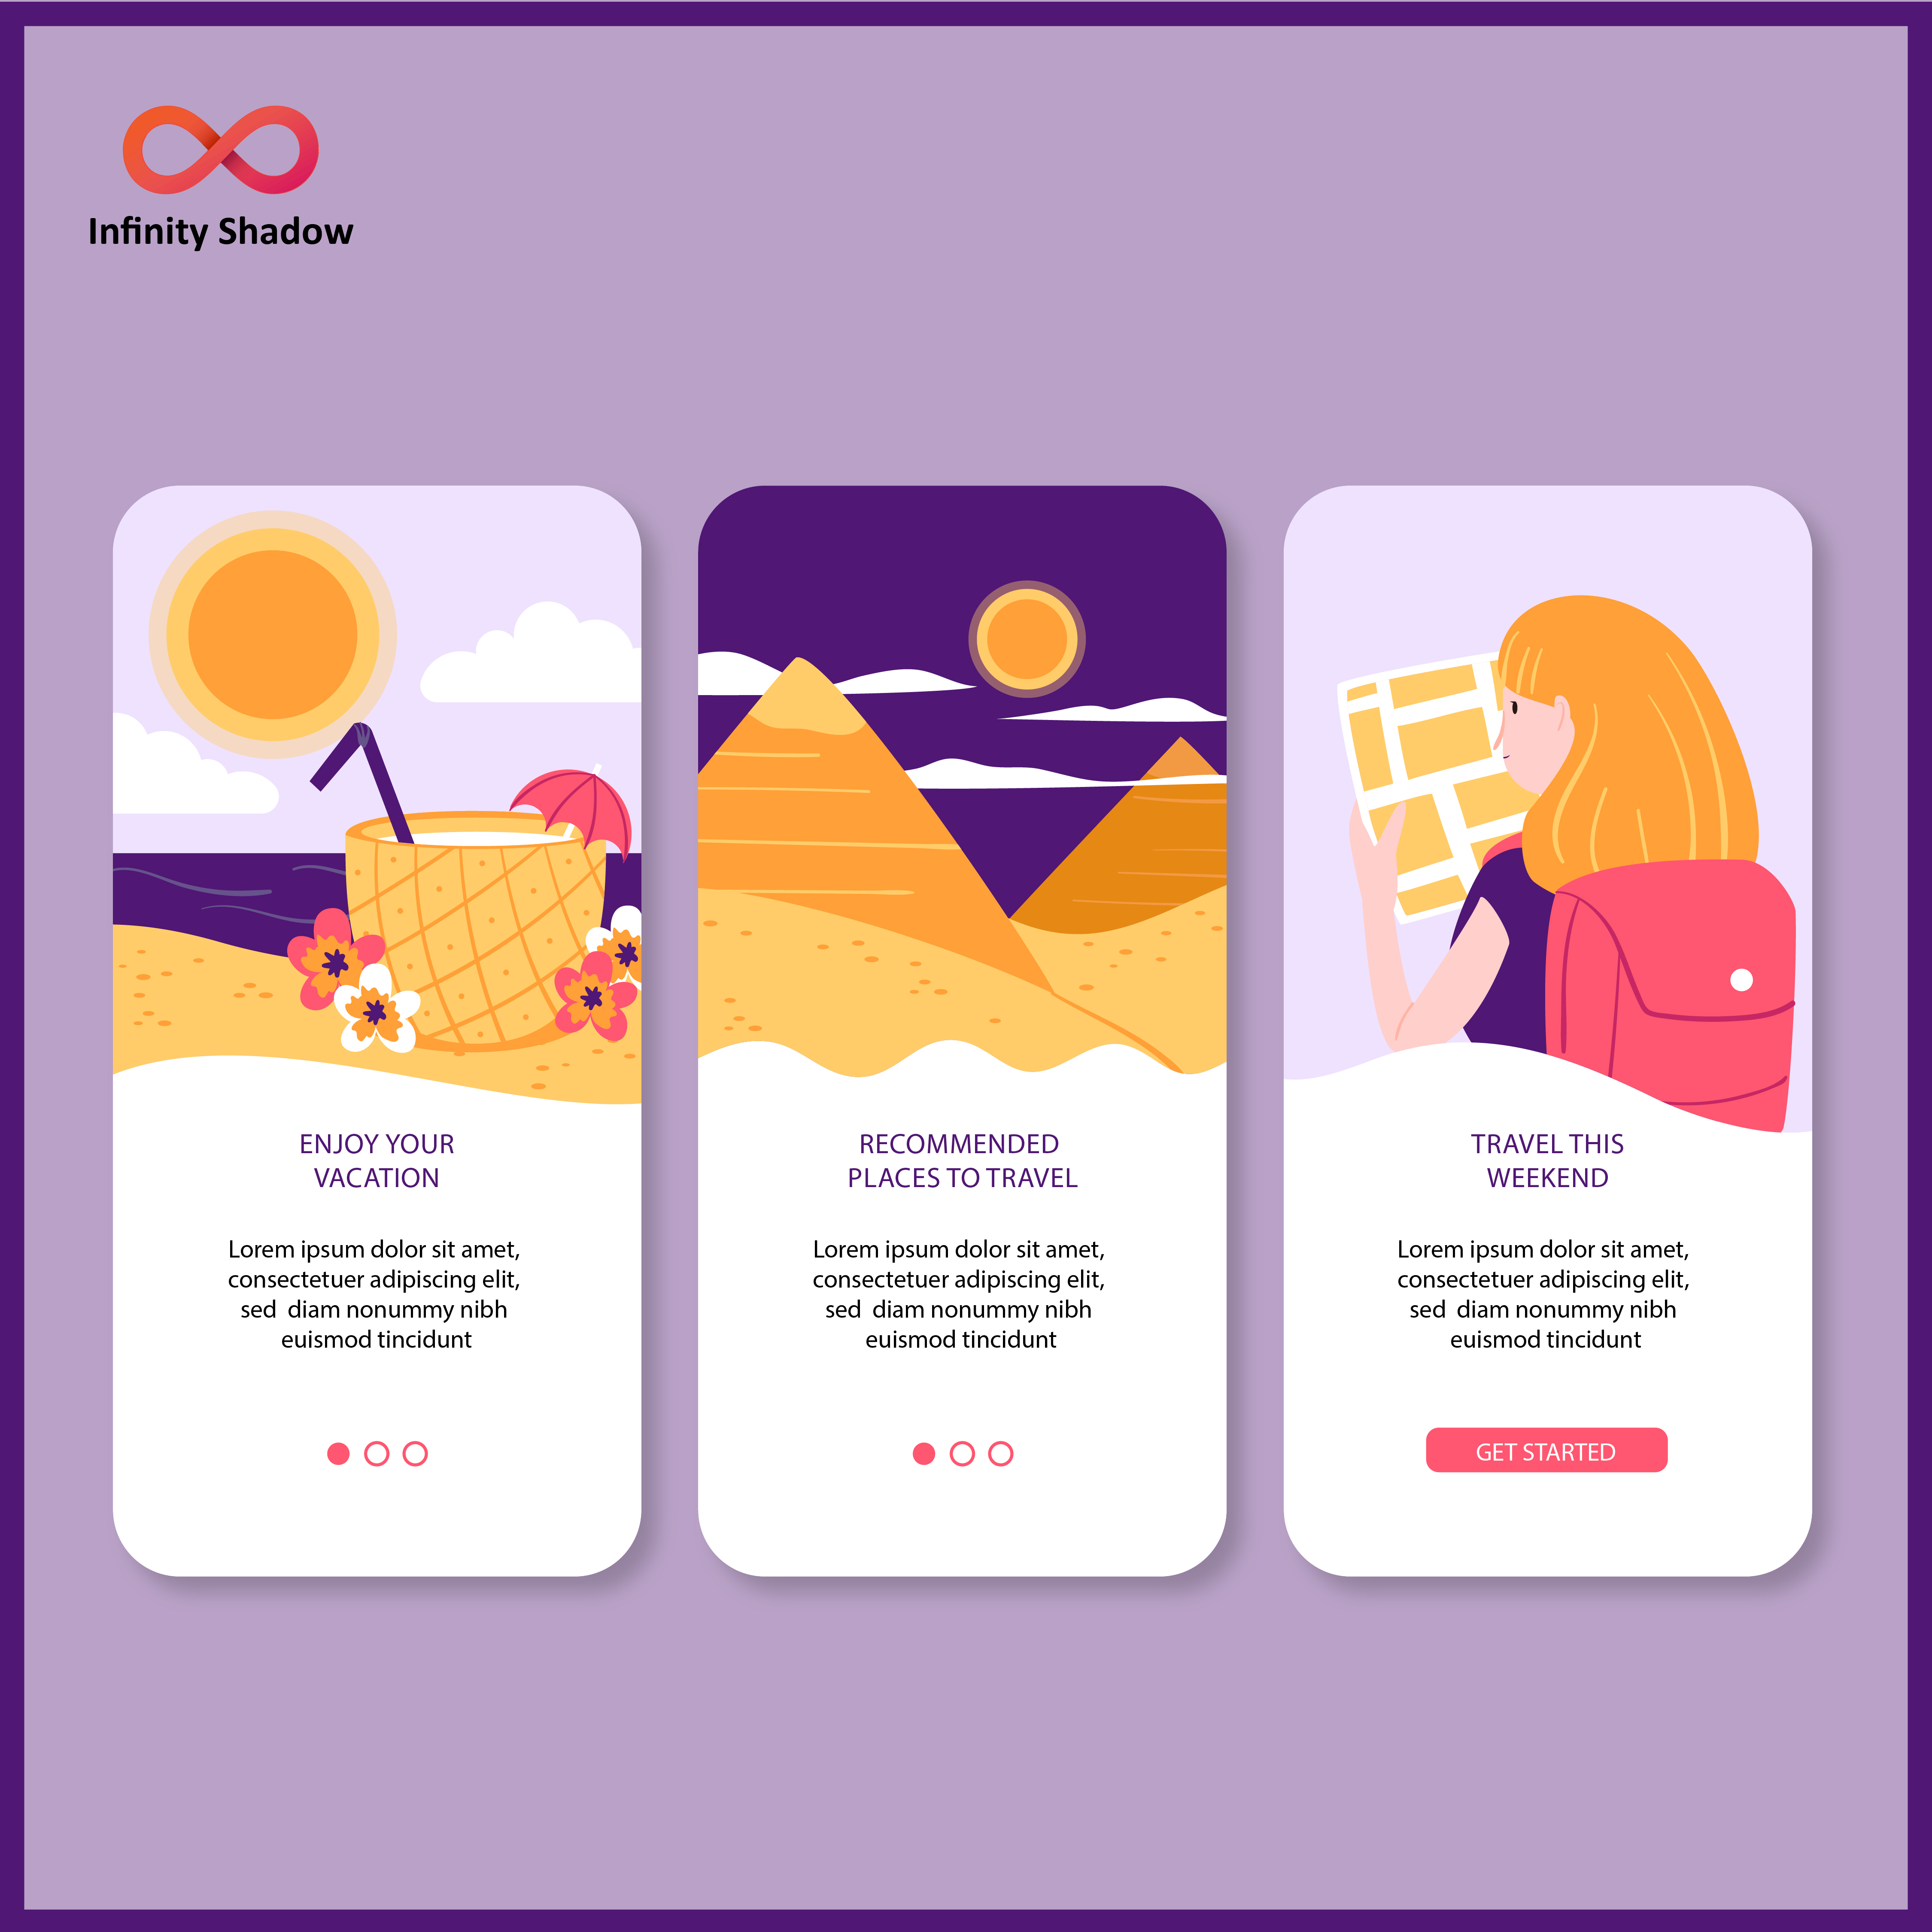 Infinity Shadow
ENJOY YOUR
VACATION
Lorem ipsum dolor sit amet,
consectetuer adipiscing elit,
sed  diam nonummy nibh
euismod tincidunt
RECOMMENDED
PLACES TO TRAVEL
Lorem ipsum dolor sit amet,
consectetuer adipiscing elit,
sed  diam nonummy nibh
euismod tincidunt
TRAVEL THIS
WEEKEND
Lorem ipsum dolor sit amet,
consectetuer adipiscing elit,
sed  diam nonummy nibh
euismod tincidunt
GET STARTED